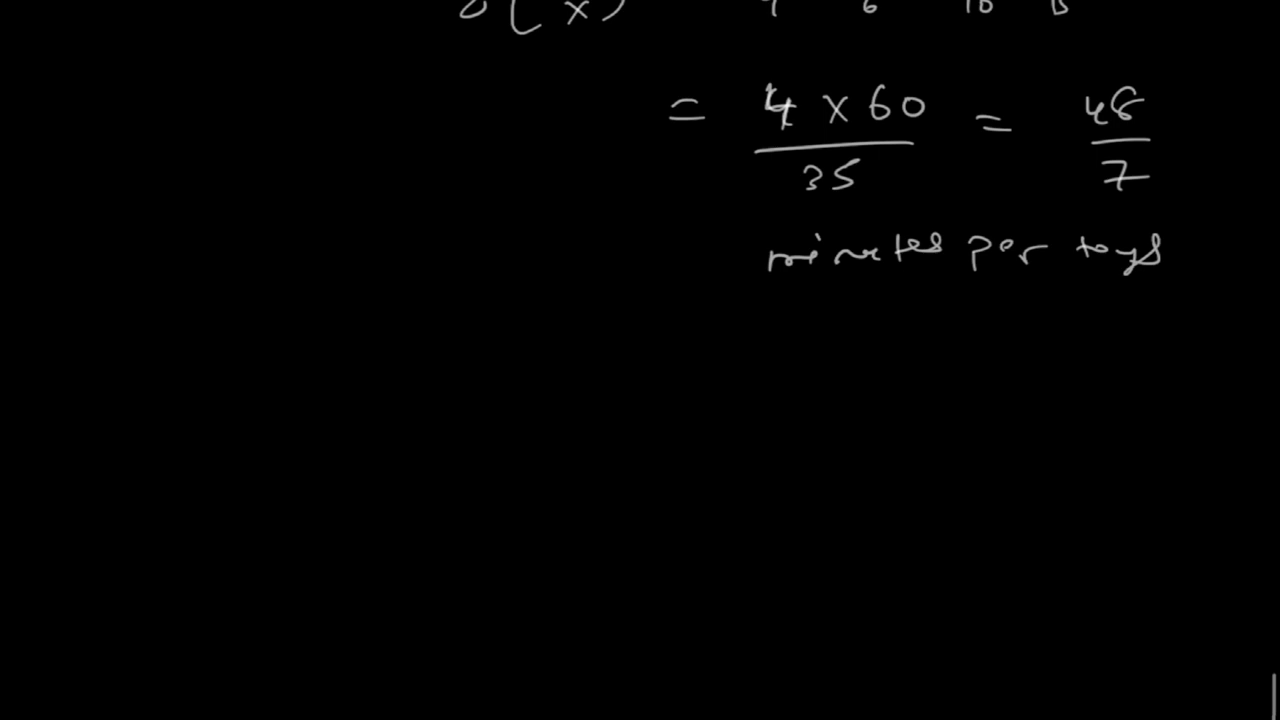 = 4 × 60 / 35 = 48 / 7
minutes per toys